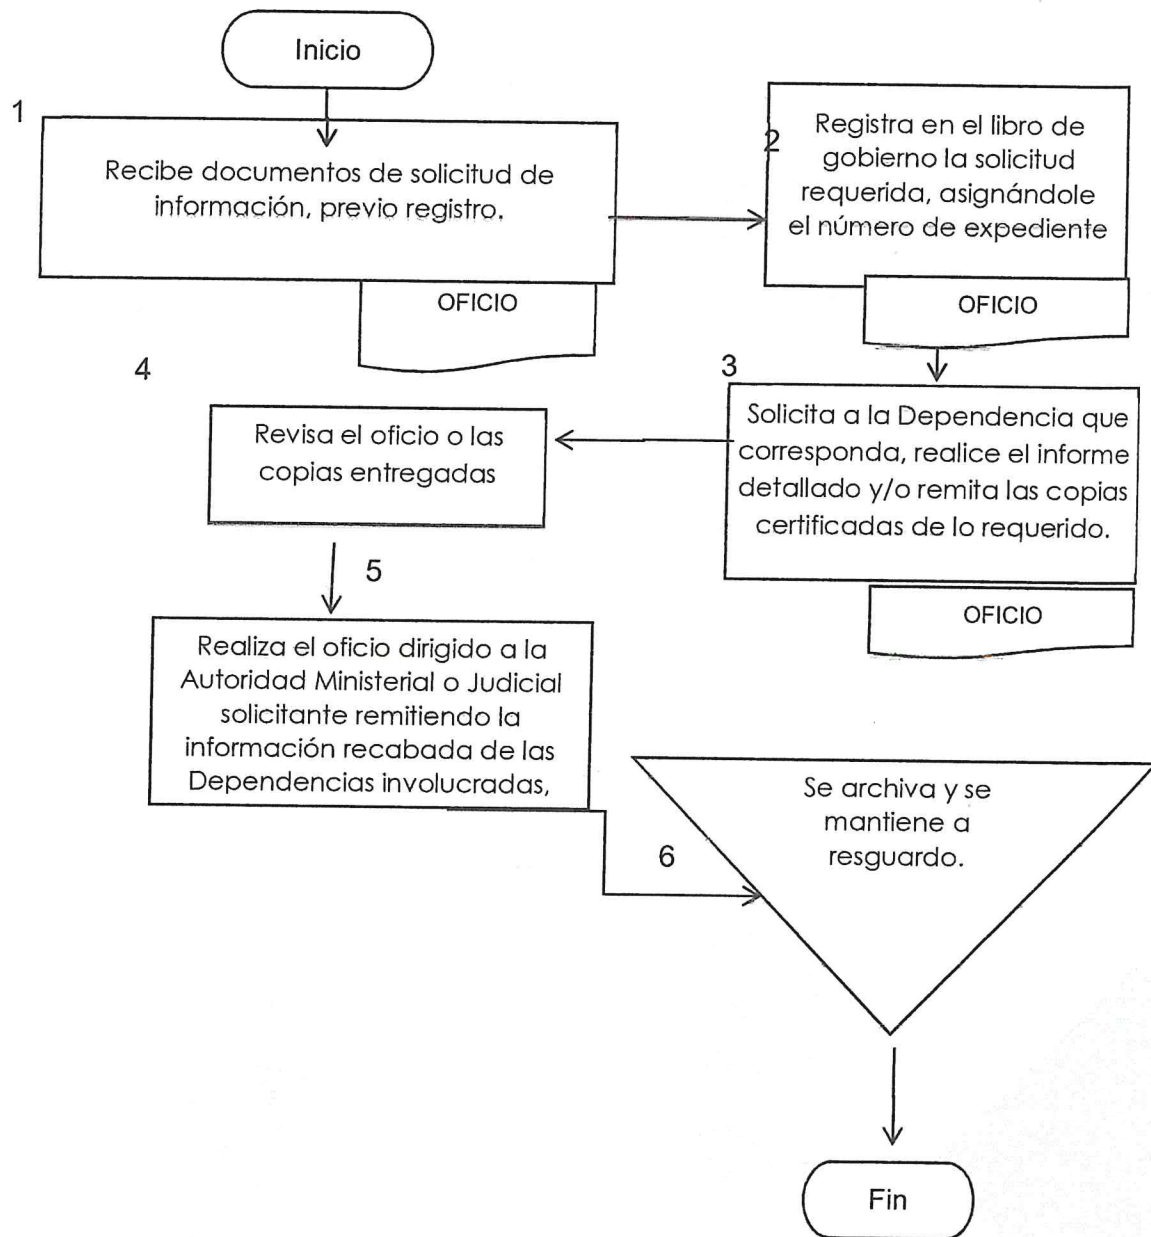 Inicio
1
Recibe documentos de solicitud de
información, previo registro.
OFICIO
2
Registra en el libro de
gobierno la solicitud
requerida, asignándole
el número de expediente
OFICIO
3
Solicita a la Dependencia que
corresponda, realice el informe
detallado y/o remita las copias
certificadas de lo requerido.
OFICIO
4
Revisa el oficio o las
copias entregadas
5
Realiza el oficio dirigido a la
Autoridad Ministerial o Judicial
solicitante remitiendo la
información recabada de las
Dependencias involucradas,
6
Se archiva y se
mantiene a
resguardo.
Fin